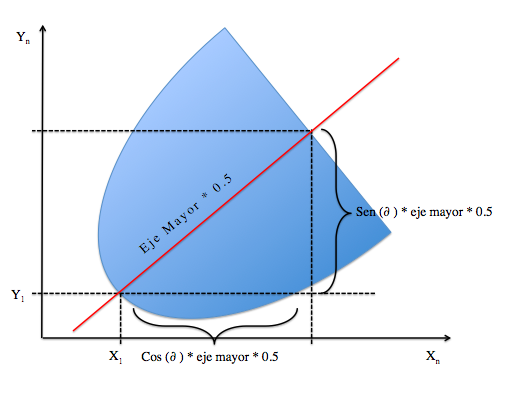 Yn
Eje Mayor * 0.5
Sen (∂ ) * eje mayor * 0.5
Y1
X1
Cos (∂ ) * eje mayor * 0.5
Xn